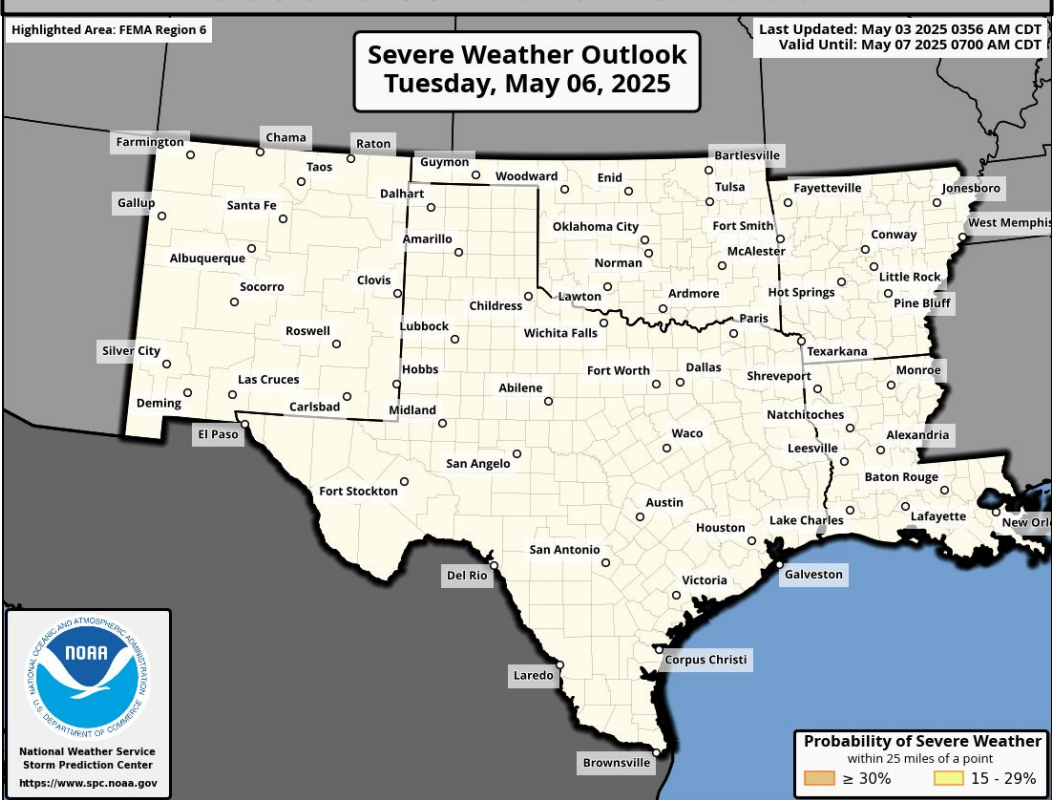 Highlighted Area: FEMA Region 6
Last Updated: May 03 2025 0356 AM CDT
Valid Until: May 07 2025 0700 AM CDT
Severe Weather Outlook
Tuesday, May 06, 2025
Farmington
Chama
Raton
Taos
Guymon
Woodward
Enid
Bartlesville
Tulsa
Fayetteville
Jonesboro
Gallup
Santa Fe
Dalhart
West Memphis
Oklahoma City
Fort Smith
Conway
Amarillo
Albuquerque
Norman
McAlester
Little Rock
Socorro
Clovis
Childress
Lawton
Ardmore
Hot Springs
Pine Bluff
Roswell
Lubbock
Wichita Falls
Paris
Silver City
Texarkana
Las Cruces
Hobbs
Abilene
Fort Worth
Dallas
Shreveport
Monroe
Deming
Carlsbad
Midland
Natchitoches
El Paso
Waco
Leesville
Alexandria
San Angelo
Fort Stockton
Baton Rouge
Austin
Houston
Lake Charles
Lafayette
New Orl
San Antonio
Del Rio
Victoria
Galveston
Laredo
Corpus Christi
Brownsville
NATIONAL OCEANIC AND ATMOSPHERIC ADMINISTRATION
NOAA
U.S. DEPARTMENT OF COMMERCE
National Weather Service
Storm Prediction Center
https://www.spc.noaa.gov
Probability of Severe Weather
within 25 miles of a point
≥ 30%
15 - 29%